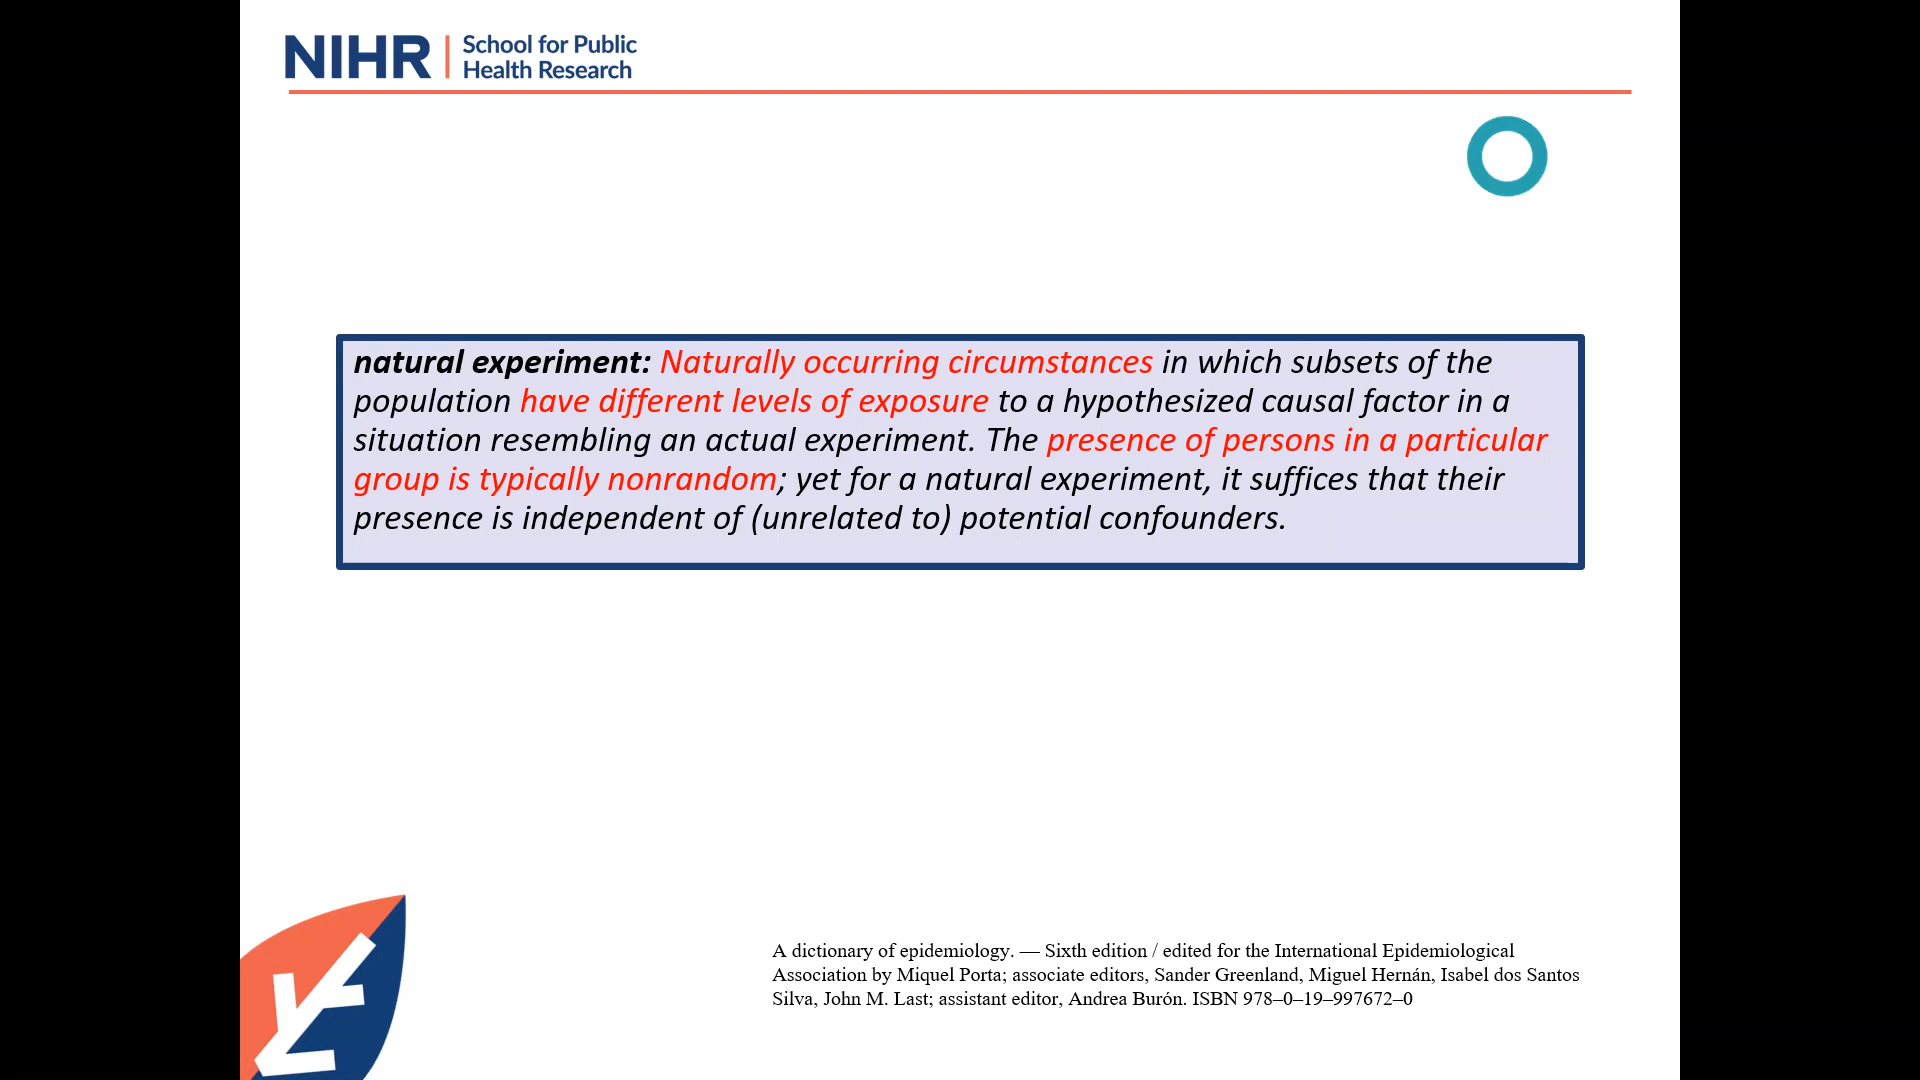 NIHR
School for Public
Health Research
natural experiment: Naturally occurring circumstances in which subsets of the
population have different levels of exposure to a hypothesized causal factor in a
situation resembling an actual experiment. The presence of persons in a particular
group is typically nonrandom; yet for a natural experiment, it suffices that their
presence is independent of (unrelated to) potential confounders.
A dictionary of epidemiology. — Sixth edition / edited for the International Epidemiological
Association by Miquel Porta; associate editors, Sander Greenland, Miguel Hernán, Isabel dos Santos
Silva, John M. Last; assistant editor, Andrea Burón. ISBN 978–0–19–997672–0